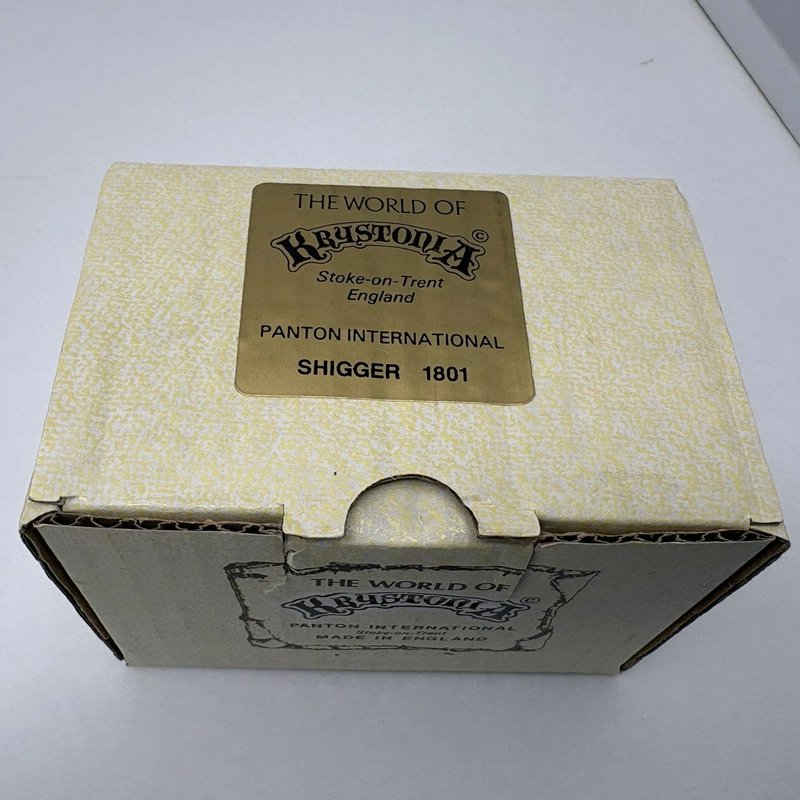 THE WORLD OF
KRYSTONIA ©
Stoke-on-Trent
England
PANTON INTERNATIONAL
SHIGGER 1801
THE WORLD OF
KRYSTONIA ©
PANTON INTERNATIONAL
Stoke-on-Trent
MADE IN ENGLAND